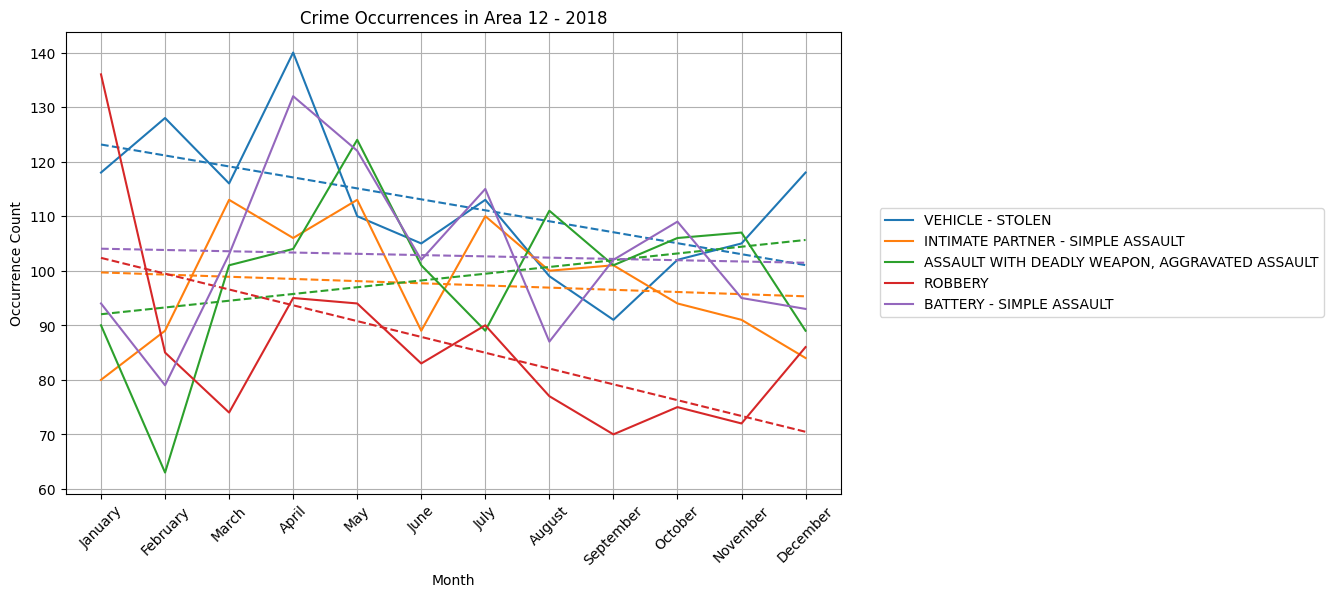 Crime Occurrences in Area 12 - 2018
Occurrence Count
140
130
120
110
100
90
80
70
60
January
February
March
April
May
June
July
August
September
October
November
December
Month
VEHICLE - STOLEN
INTIMATE PARTNER - SIMPLE ASSAULT
ASSAULT WITH DEADLY WEAPON, AGGRAVATED ASSAULT
ROBBERY
BATTERY - SIMPLE ASSAULT